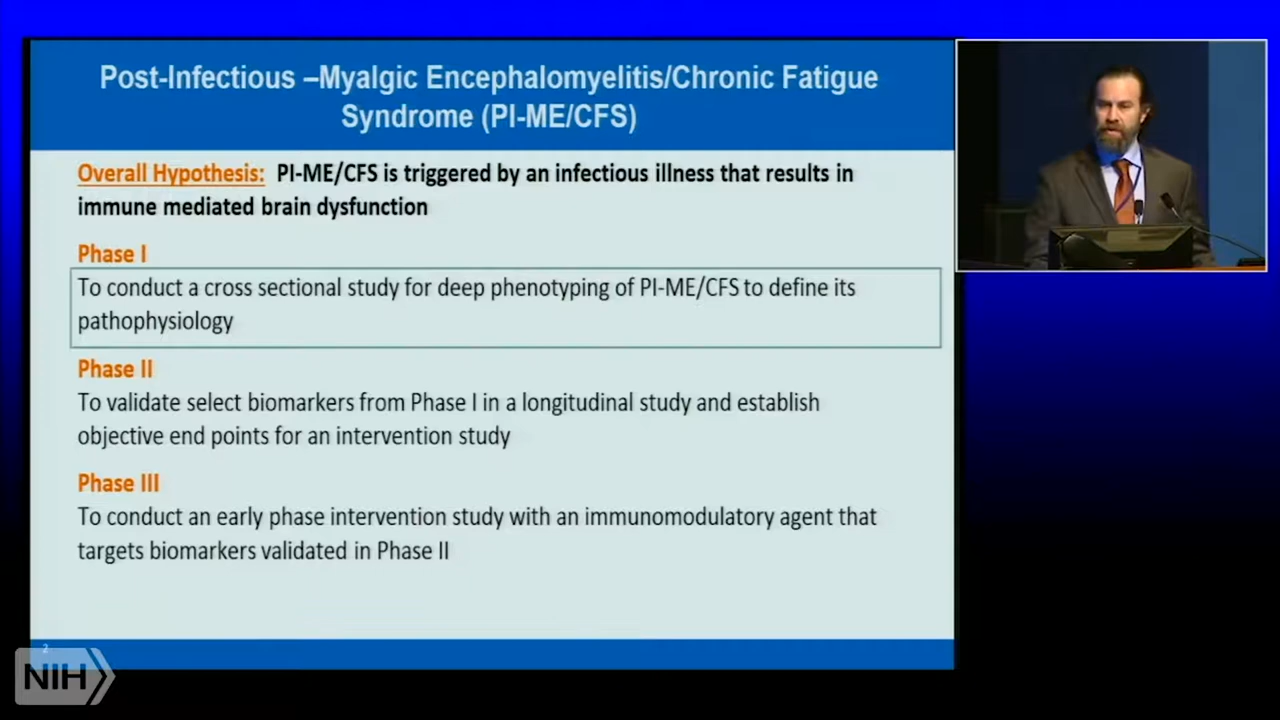 Post-Infectious –Myalgic Encephalomyelitis/Chronic Fatigue
Syndrome (PI-ME/CFS)
Overall Hypothesis: PI-ME/CFS is triggered by an infectious illness that results in
immune mediated brain dysfunction
Phase I
To conduct a cross sectional study for deep phenotyping of PI-ME/CFS to define its
pathophysiology
Phase II
To validate select biomarkers from Phase I in a longitudinal study and establish
objective end points for an intervention study
Phase III
To conduct an early phase intervention study with an immunomodulatory agent that
targets biomarkers validated in Phase II
2
NIH